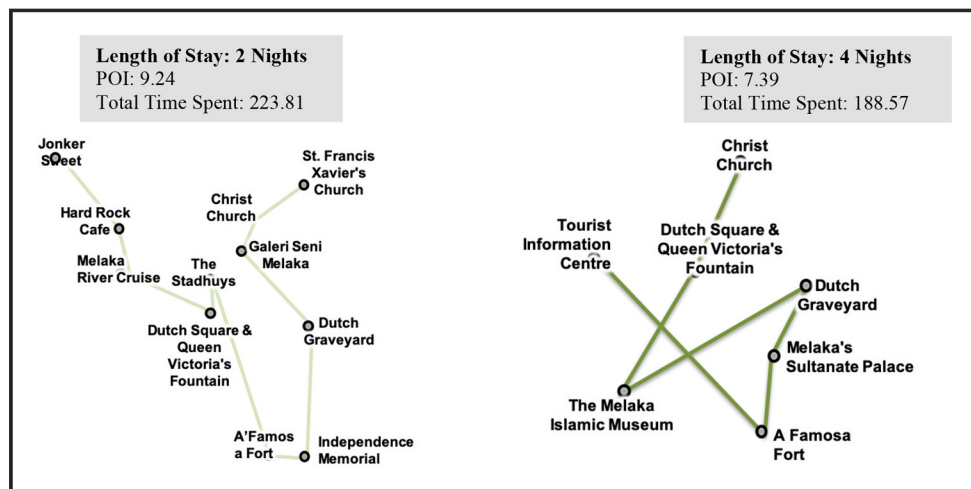 Length of Stay: 2 Nights
POI: 9.24
Total Time Spent: 223.81
Length of Stay: 4 Nights
POI: 7.39
Total Time Spent: 188.57
Jonker
Street
St. Francis
Xavier's
Church
Christ
Church
Hard Rock
Cafe
Galeri Seni
Melaka
Melaka
River Cruise
The
Stadhuys
Dutch Square &
Queen
Victoria's
Fountain
Dutch
Graveyard
A'Famos
a Fort
Independence
Memorial
Christ
Church
Tourist
Information
Centre
Dutch Square &
Queen Victoria's
Fountain
Dutch
Graveyard
Melaka's
Sultanate Palace
The Melaka
Islamic Museum
A Famosa
Fort